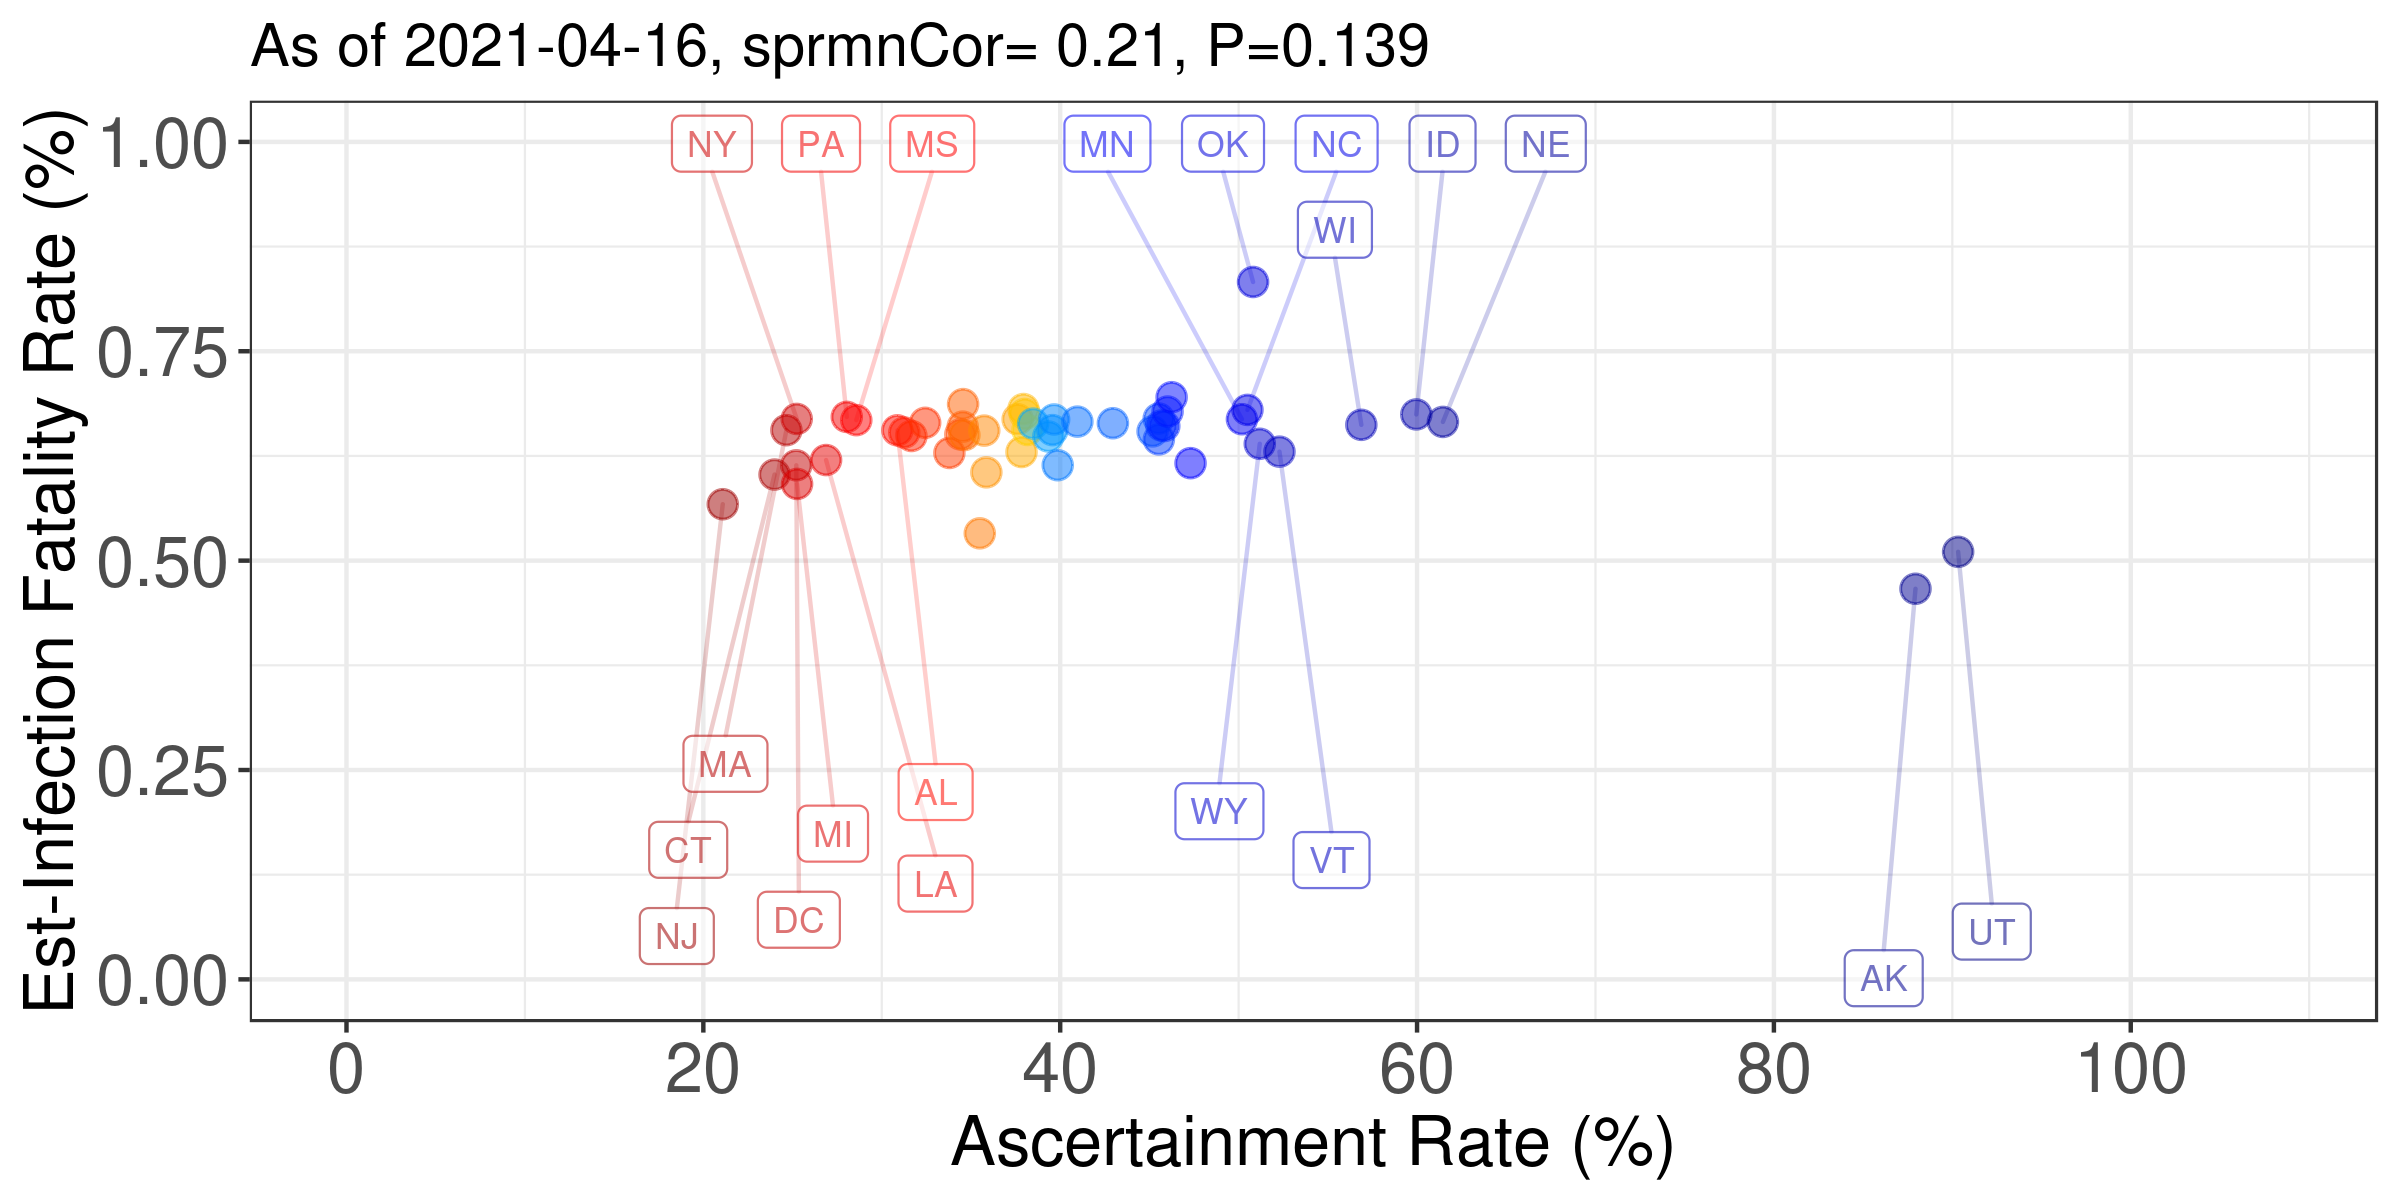 As of 2021-04-16, sprmnCor= 0.21, P=0.139
Est-Infection Fatality Rate (%)
1.00
0.75
0.50
0.25
0.00
NY PA MS MN OK NC ID NE
WI
MA
AL
WY
MI
CT
VT
LA
DC
UT
NJ
AK
0 20 40 60 80 100
Ascertainment Rate (%)